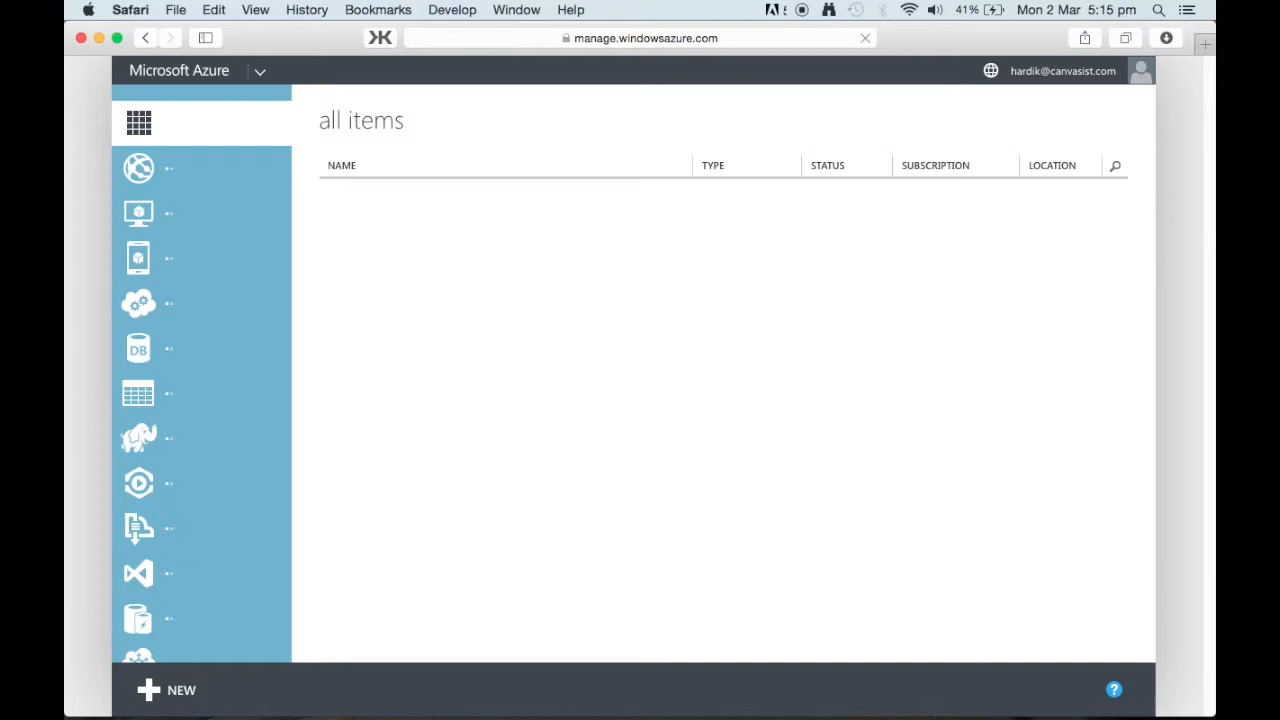 Safari File Edit View History Bookmarks Develop Window Help 41% Mon 2 Mar 5:15 pm
manage.windowsazure.com
Microsoft Azure hardik@canvasist.com
all items
NAME TYPE STATUS SUBSCRIPTION LOCATION
DB
NEW ?